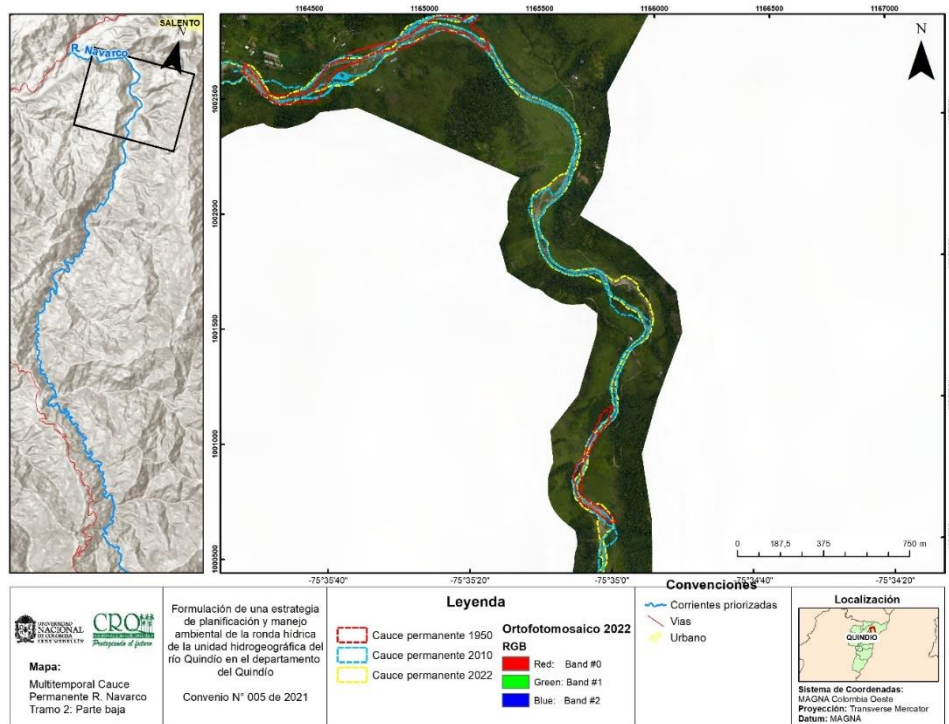 SALENTO
N
R. Navarco
1164500 1165000 1165500 1166000 1166500 1167000
N
1002500
1002000
1001500
1001000
1000500
0 187,5 375 750 m
-75°35'40" -75°35'20" -75°35'0" -75°34'40" -75°34'20"
UNIVERSIDAD
NACIONAL
DE COLOMBIA
CRQ
Protegiendo el futuro
Mapa:
Multitemporal Cauce
Permanente R. Navarco
Tramo 2: Parte baja
Formulación de una estrategia
de planificación y manejo
ambiental de la ronda hídrica
de la unidad hidrogeográfica del
río Quindío en el departamento
del Quindío
Convenio N° 005 de 2021
Leyenda
Cauce permanente 1950
Cauce permanente 2010
Cauce permanente 2022
Ortofotomosaico 2022
RGB
Red: Band #0
Green: Band #1
Blue: Band #2
Convenciones
Corrientes priorizadas
Vias
Urbano
Localización
QUINDIO
Sistema de Coordenadas:
MAGNA Colombia Oeste
Proyección: Transverse Mercator
Datum: MAGNA